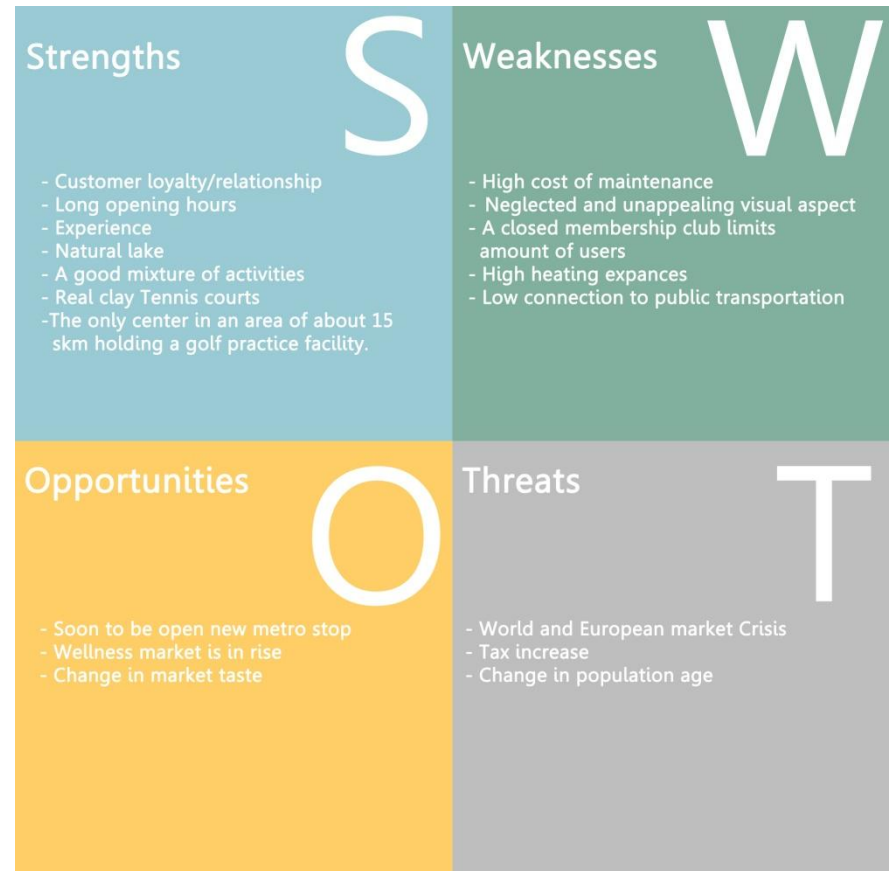 Strengths
S
- Customer loyalty/relationship
- Long opening hours
- Experience
- Natural lake
- A good mixture of activities
- Real clay Tennis courts
-The only center in an area of about 15
skm holding a golf practice facility.
Weaknesses
W
- High cost of maintenance
- Neglected and unappealing visual aspect
- A closed membership club limits
amount of users
- High heating expances
- Low connection to public transportation
Opportunities
O
- Soon to be open new metro stop
- Wellness market is in rise
- Change in market taste
Threats
T
- World and European market Crisis
- Tax increase
- Change in population age